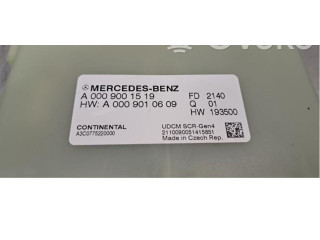 MERCEDES-BENZ
A 000 900 15 19 FD 2140
HW: A 000 901 06 09 Q 01
HW 193500
CONTINENTAL UDCM SCR-Gen4
A3C0775220000 2110090051415851
Made in Czech Rep.